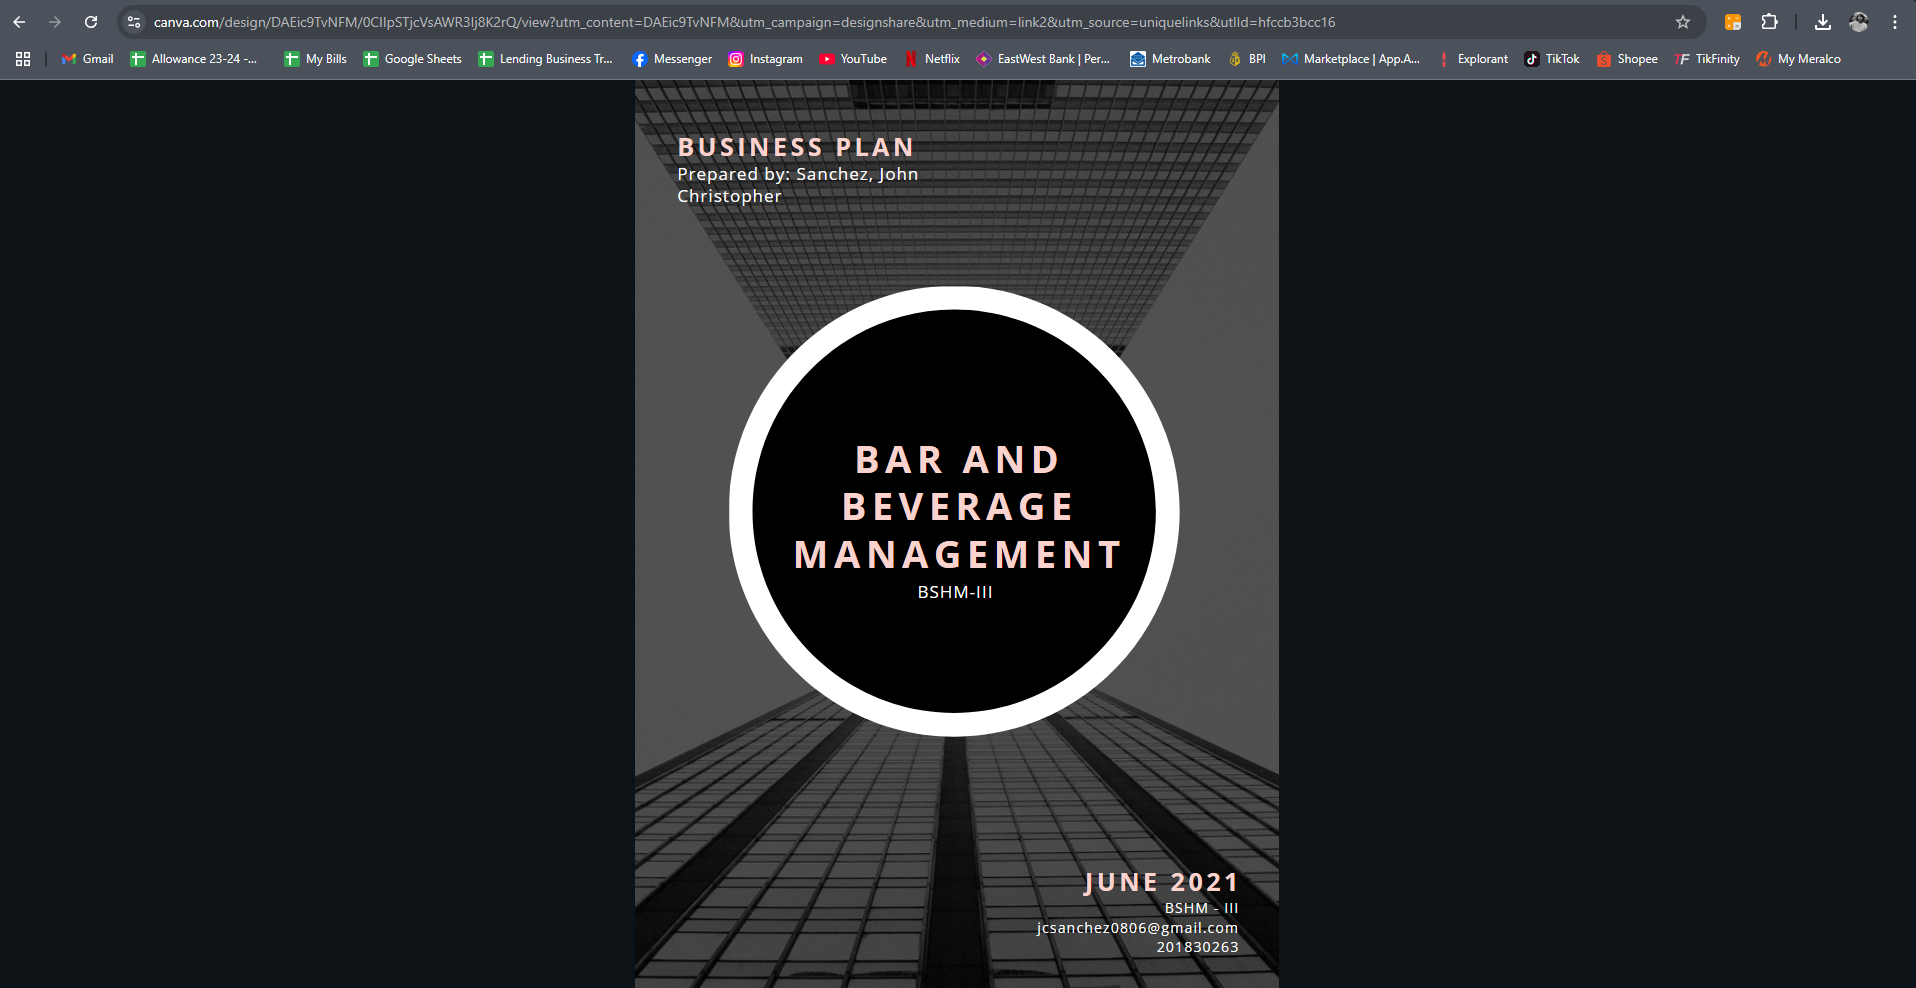 canva.com/design/DAEic9TvNFM/0CIIpSTjcVsAWR3Ij8K2rQ/view?utm_content=DAEic9TvNFM&utm_campaign=designshare&utm_medium=link2&utm_source=uniquelinks&utlId=hfccb3bcc16
Gmail Allowance 23-24 -... My Bills Google Sheets Lending Business Tr... Messenger Instagram YouTube Netflix EastWest Bank | Per... Metrobank BPI Marketplace | App.A... Explorant TikTok Shopee TikFinity My Meralco
BUSINESS PLAN
Prepared by: Sanchez, John
Christopher
BAR AND
BEVERAGE
MANAGEMENT
BSHM-III
JUNE 2021
BSHM - III
jcsanchez0806@gmail.com
201830263